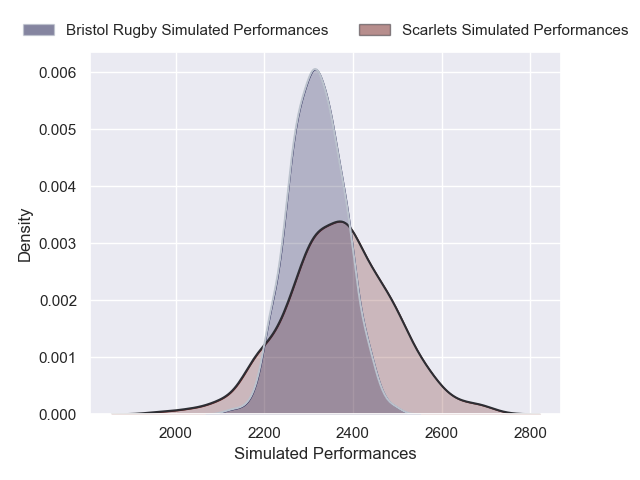 Bristol Rugby Simulated Performances Scarlets Simulated Performances
0.006
0.005
0.004
0.003
0.002
0.001
0.000
Density
2000 2200 2400 2600 2800
Simulated Performances